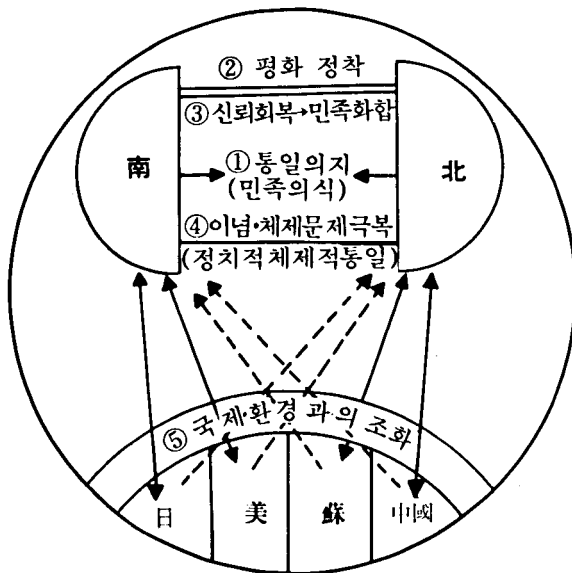 ② 평화 정착
③신뢰회복→민족화합
南
①통일의지
北
(민족의식)
④이념·체제문제극복
(정치적체제적통일)
⑤국제·환경과의 조화
日
美
蘇
中國